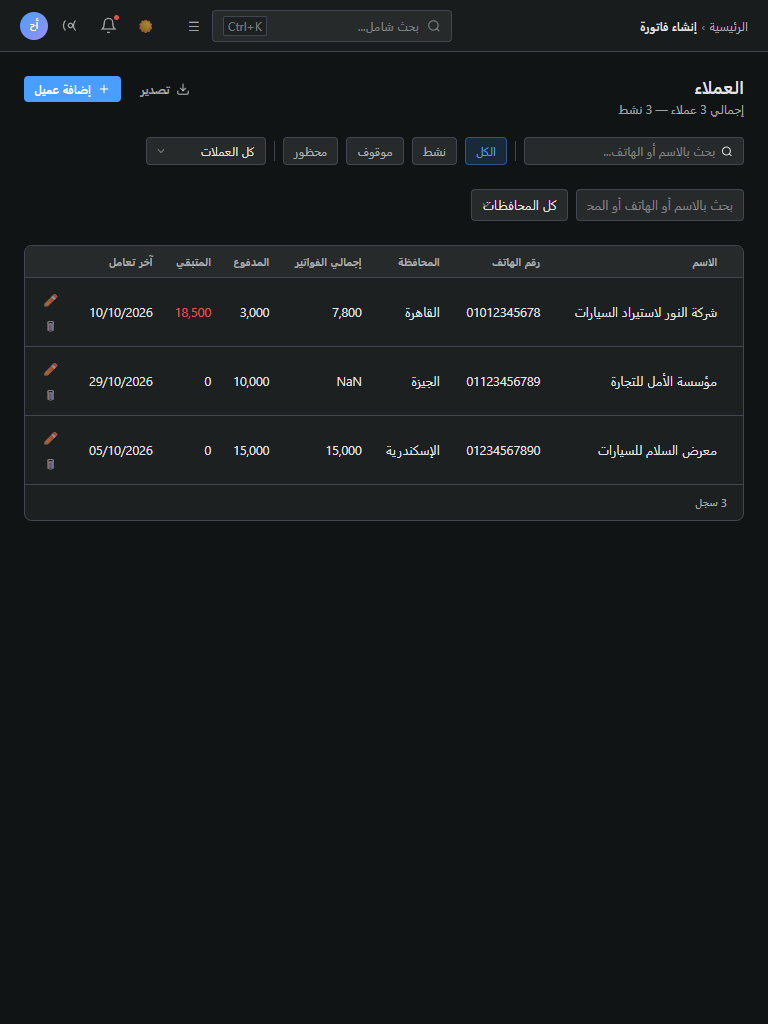 الرئيسية › إنشاء فاتورة
بحث شامل... Ctrl+K
أح
العملاء
إجمالي 3 عملاء — 3 نشط
تصدير
إضافة عميل
بحث بالاسم أو الهاتف...
الكل
نشط
موقوف
محظور
كل العملات
بحث بالاسم أو الهاتف أو المح
كل المحافظات
الاسم رقم الهاتف المحافظة إجمالي الفواتير المدفوع المتبقي آخر تعامل
شركة النور لاستيراد السيارات 01012345678 القاهرة 7,800 3,000 18,500 10/10/2026
مؤسسة الأمل للتجارة 01123456789 الجيزة NaN 10,000 0 29/10/2026
معرض السلام للسيارات 01234567890 الإسكندرية 15,000 15,000 0 05/10/2026
3 سجل